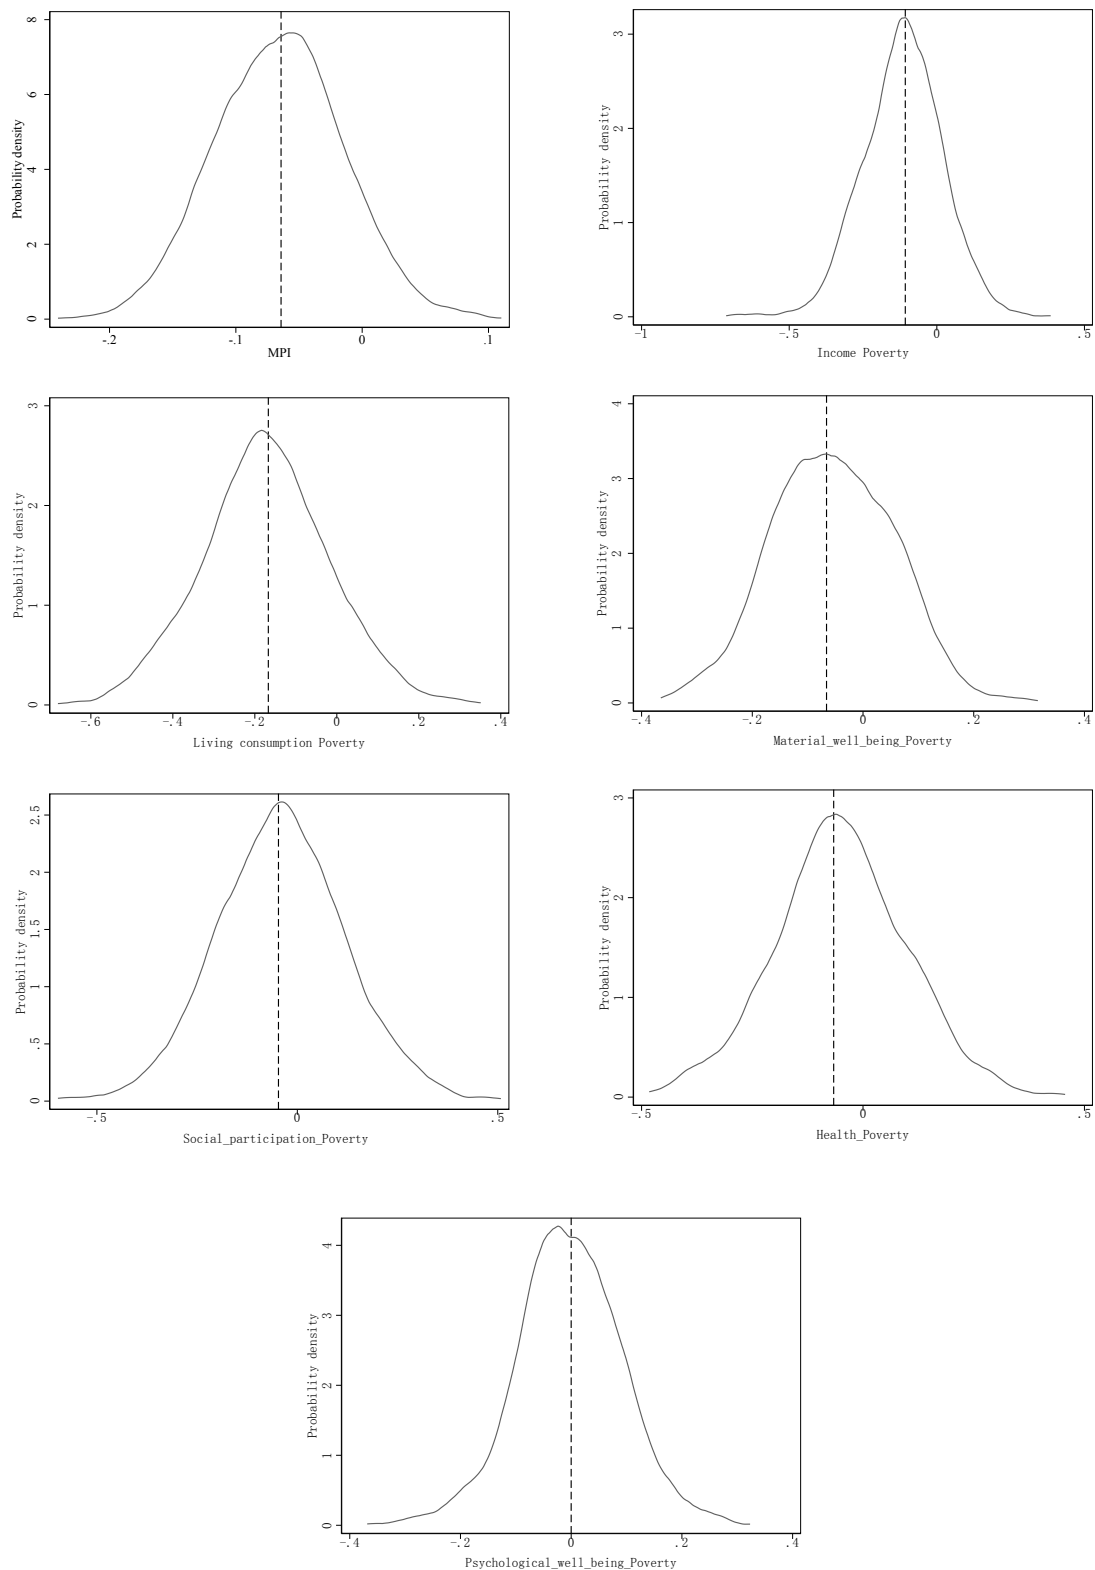 Probability density
0 2 4 6 8
-.2 -.1 0 .1
MPI
Probability density
0 1 2 3
-1 -.5 0 .5
Income Poverty
Probability density
0 1 2 3
-.6 -.4 -.2 0 .2 .4
Living consumption Poverty
Probability density
0 1 2 3 4
-.4 -.2 0 .2 .4
Material_well_being_Poverty
Probability density
0 .5 1 1.5 2 2.5
-.5 0 .5
Social_participation_Poverty
Probability density
0 1 2 3
-.5 0 .5
Health_Poverty
Probability density
0 1 2 3 4
-.4 -.2 0 .2 .4
Psychological_well_being_Poverty